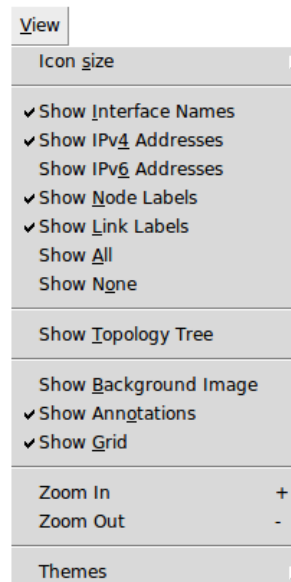 View
Icon size
Show Interface Names
Show IPv4 Addresses
Show IPv6 Addresses
Show Node Labels
Show Link Labels
Show All
Show None
Show Topology Tree
Show Background Image
Show Annotations
Show Grid
Zoom In +
Zoom Out -
Themes